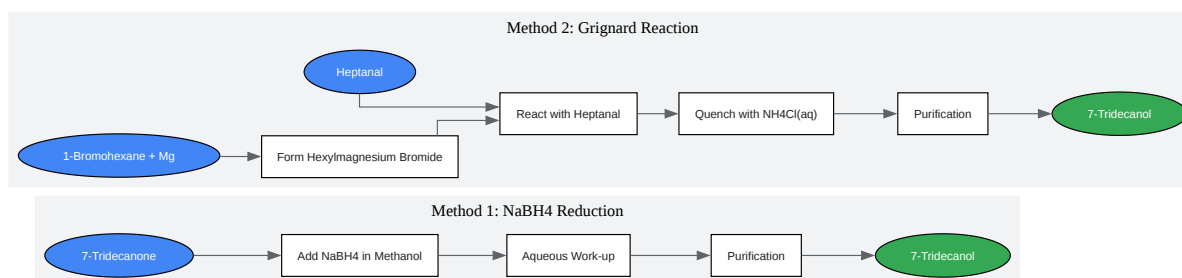 Method 2: Grignard Reaction
Heptanal
React with Heptanal
Quench with NH4Cl(aq)
Purification
7-Tridecanol
1-Bromohexane + Mg
Form Hexylmagnesium Bromide
Method 1: NaBH4 Reduction
7-Tridecanone
Add NaBH4 in Methanol
Aqueous Work-up
Purification
7-Tridecanol